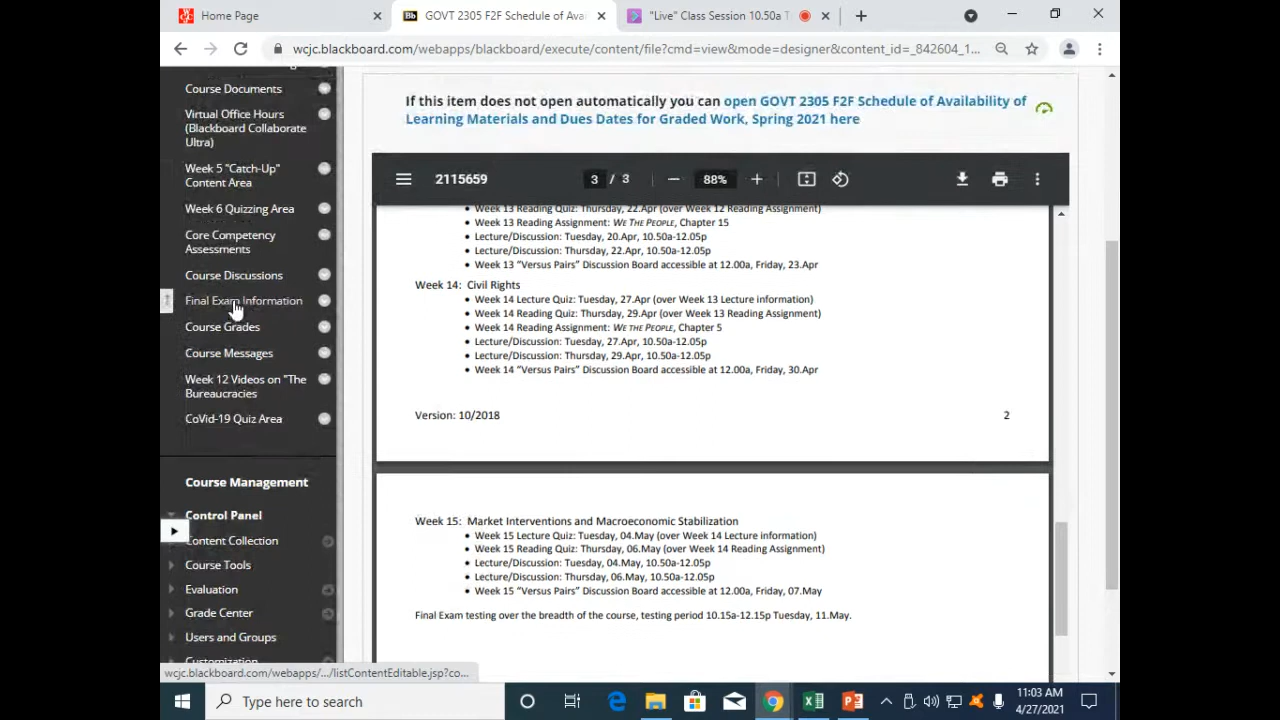 Home Page
GOVT 2305 F2F Schedule of Ava
"Live" Class Session 10.50a T
wcjc.blackboard.com/webapps/blackboard/execute/content/file?cmd=view&mode=designer&content_id=_842604_1...
Course Documents
Virtual Office Hours
(Blackboard Collaborate
Ultra)
Week 5 "Catch-Up"
Content Area
Week 6 Quizzing Area
Core Competency
Assessments
Course Discussions
Final Exam Information
Course Grades
Course Messages
Week 12 Videos on "The
Bureaucracies
CoVid-19 Quiz Area
Course Management
Control Panel
Content Collection
Course Tools
Evaluation
Grade Center
Users and Groups
Customization
wcjc.blackboard.com/webapps/.../listContentEditable.jsp?co...
If this item does not open automatically you can open GOVT 2305 F2F Schedule of Availability of
Learning Materials and Dues Dates for Graded Work, Spring 2021 here
2115659
3 / 3
88%
• Week 13 Reading Quiz: Thursday, 22.Apr (over Week 12 Reading Assignment)
• Week 13 Reading Assignment: WE THE PEOPLE, Chapter 15
• Lecture/Discussion: Tuesday, 20.Apr, 10.50a-12.05p
• Lecture/Discussion: Thursday, 22.Apr, 10.50a-12.05p
• Week 13 "Versus Pairs" Discussion Board accessible at 12.00a, Friday, 23.Apr
Week 14: Civil Rights
• Week 14 Lecture Quiz: Tuesday, 27.Apr (over Week 13 Lecture information)
• Week 14 Reading Quiz: Thursday, 29.Apr (over Week 13 Reading Assignment)
• Week 14 Reading Assignment: WE THE PEOPLE, Chapter 5
• Lecture/Discussion: Tuesday, 27.Apr, 10.50a-12.05p
• Lecture/Discussion: Thursday, 29.Apr, 10.50a-12.05p
• Week 14 "Versus Pairs" Discussion Board accessible at 12.00a, Friday, 30.Apr
Version: 10/2018 2
Week 15: Market Interventions and Macroeconomic Stabilization
• Week 15 Lecture Quiz: Tuesday, 04.May (over Week 14 Lecture information)
• Week 15 Reading Quiz: Thursday, 06.May (over Week 14 Reading Assignment)
• Lecture/Discussion: Tuesday, 04.May, 10.50a-12.05p
• Lecture/Discussion: Thursday, 06.May, 10.50a-12.05p
• Week 15 "Versus Pairs" Discussion Board accessible at 12.00a, Friday, 07.May
Final Exam testing over the breadth of the course, testing period 10.15a-12.15p Tuesday, 11.May.
Type here to search
11:03 AM
4/27/2021